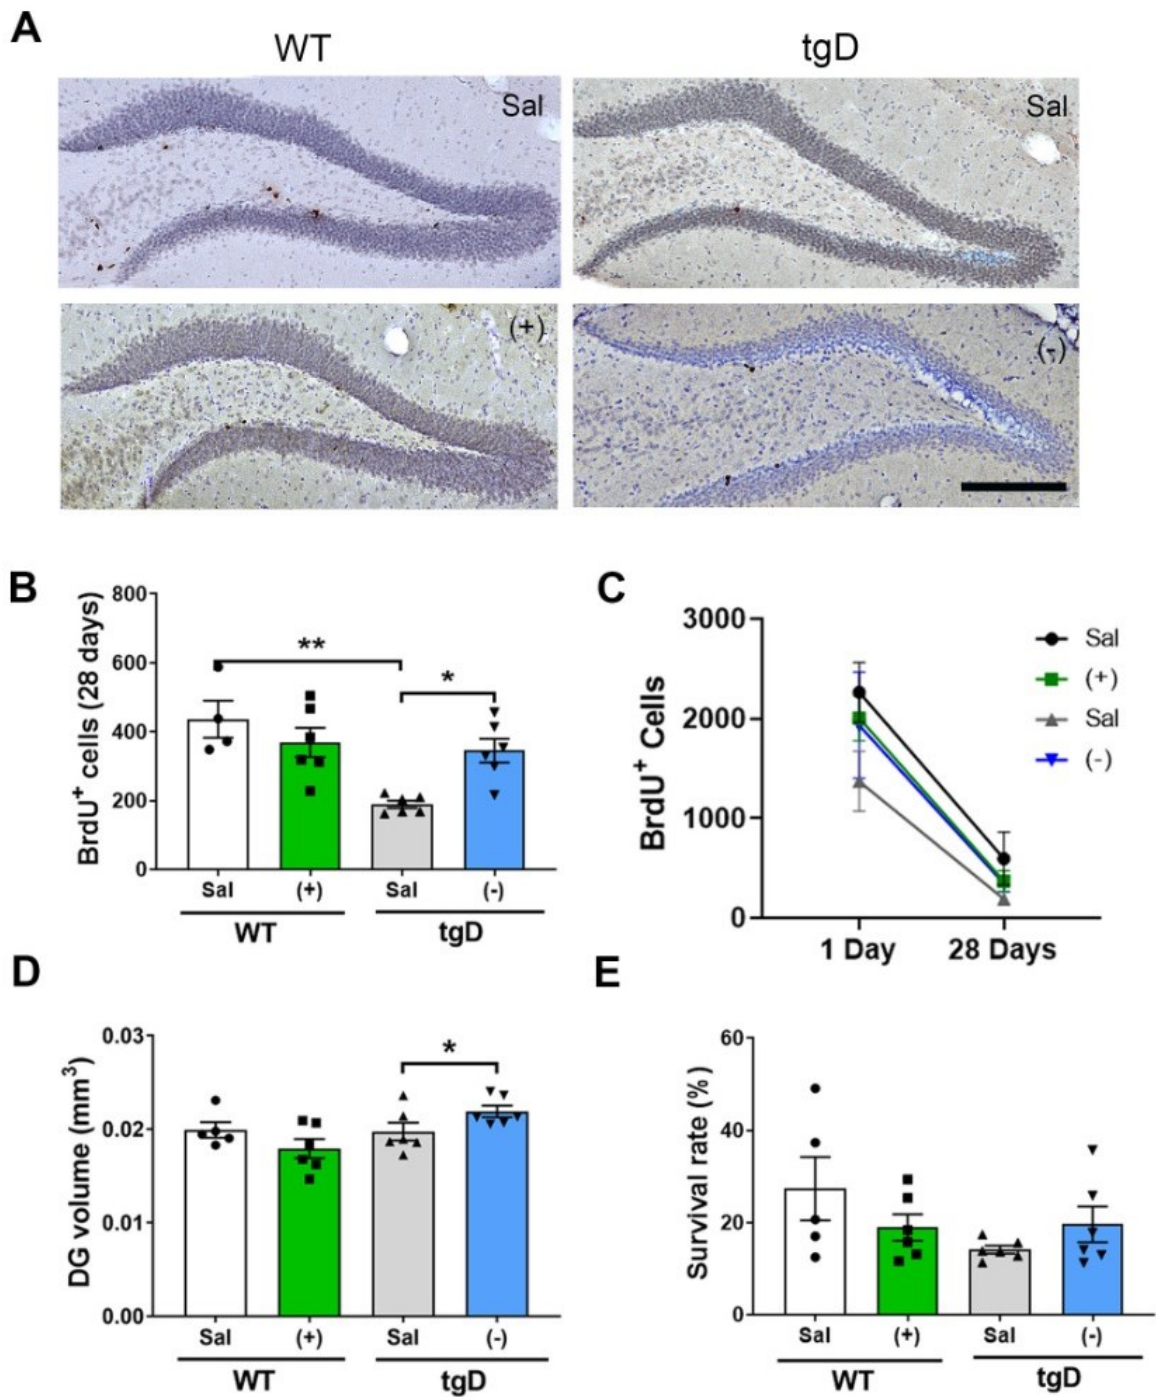 A
WT
tgD
Sal
Sal
(+)
(-)
B
BrdU⁺ cells (28 days)
800
600
400
200
0
**
*
Sal
(+)
Sal
(-)
WT
tgD
C
BrdU⁺ Cells
3000
2000
1000
0
1 Day
28 Days
Sal
(+)
Sal
(-)
D
DG volume (mm³)
0.03
0.02
0.01
0.00
*
Sal
(+)
Sal
(-)
WT
tgD
E
Survival rate (%)
60
40
20
0
Sal
(+)
Sal
(-)
WT
tgD